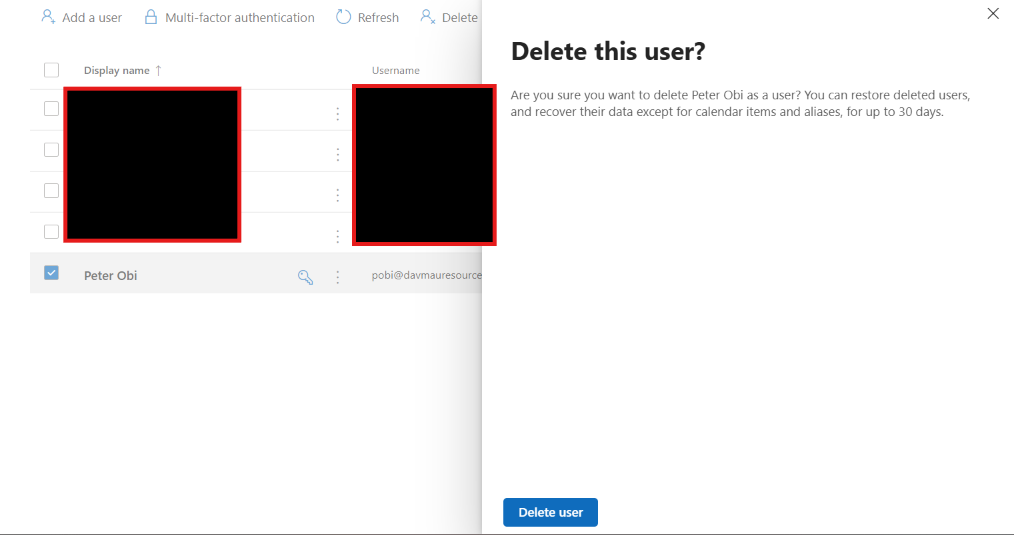 Add a user Multi-factor authentication Refresh Delete
Display name ↑ Username
Peter Obi pobi@davmauresource
Delete this user?
Are you sure you want to delete Peter Obi as a user? You can restore deleted users,
and recover their data except for calendar items and aliases, for up to 30 days.
Delete user